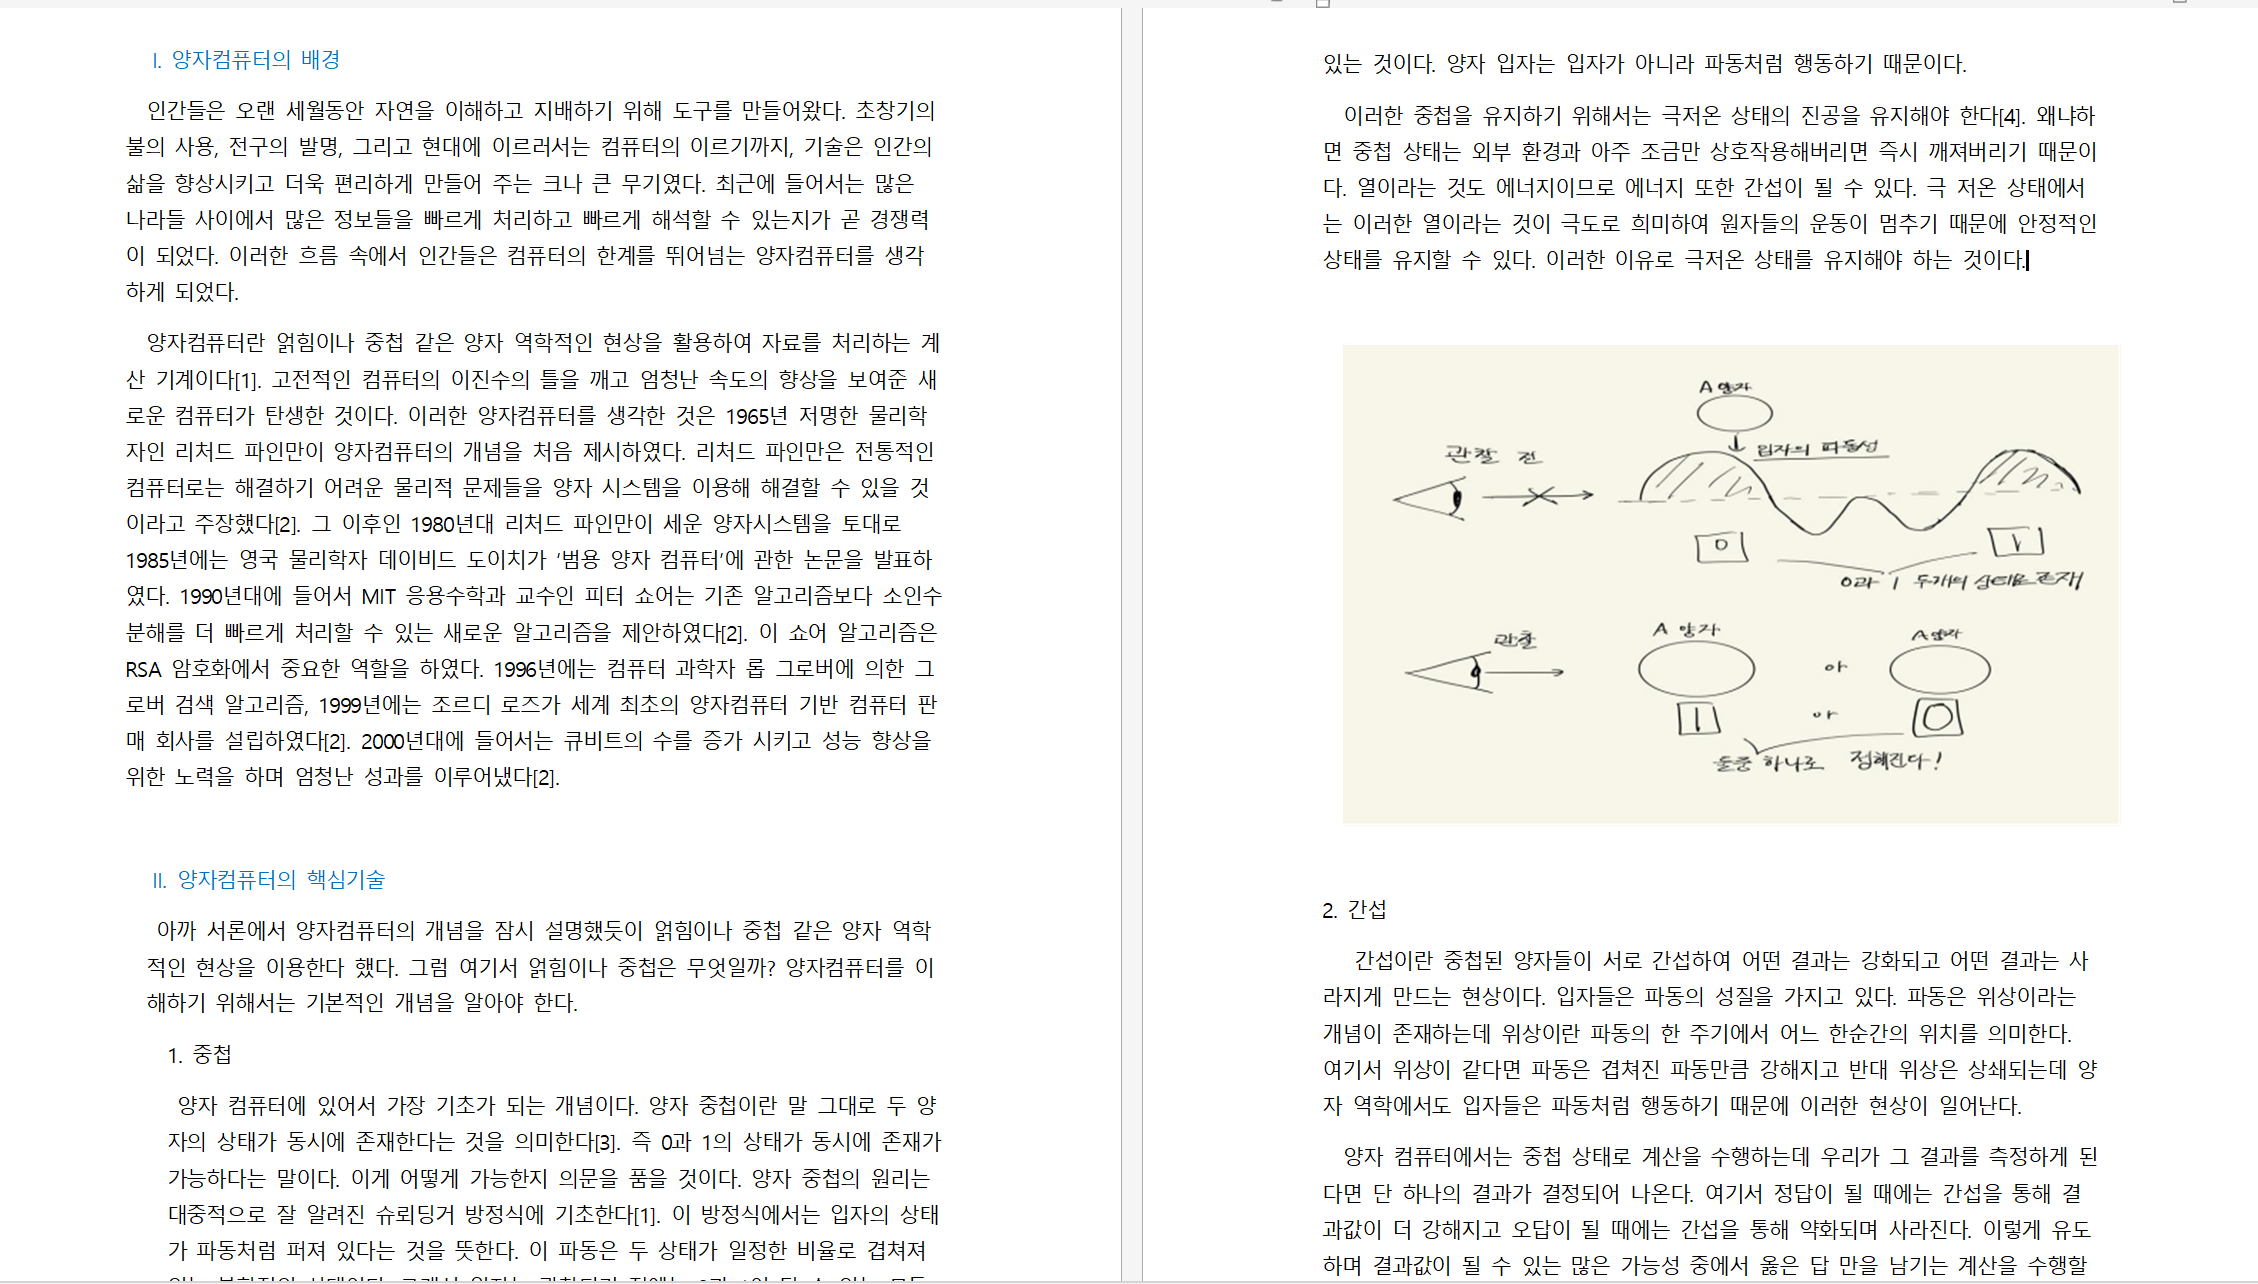 I. 양자컴퓨터의 배경
인간들은 오랜 세월동안 자연을 이해하고 지배하기 위해 도구를 만들어왔다. 초창기의
불의 사용, 전구의 발명, 그리고 현대에 이르러서는 컴퓨터의 이르기까지, 기술은 인간의
삶을 향상시키고 더욱 편리하게 만들어 주는 크나 큰 무기였다. 최근에 들어서는 많은
나라들 사이에서 많은 정보들을 빠르게 처리하고 빠르게 해석할 수 있는지가 곧 경쟁력
이 되었다. 이러한 흐름 속에서 인간들은 컴퓨터의 한계를 뛰어넘는 양자컴퓨터를 생각
하게 되었다.
양자컴퓨터란 얽힘이나 중첩 같은 양자 역학적인 현상을 활용하여 자료를 처리하는 계
산 기계이다[1]. 고전적인 컴퓨터의 이진수의 틀을 깨고 엄청난 속도의 향상을 보여준 새
로운 컴퓨터가 탄생한 것이다. 이러한 양자컴퓨터를 생각한 것은 1965년 저명한 물리학
자인 리처드 파인만이 양자컴퓨터의 개념을 처음 제시하였다. 리처드 파인만은 전통적인
컴퓨터로는 해결하기 어려운 물리적 문제들을 양자 시스템을 이용해 해결할 수 있을 것
이라고 주장했다[2]. 그 이후인 1980년대 리처드 파인만이 세운 양자시스템을 토대로
1985년에는 영국 물리학자 데이비드 도이치가 '범용 양자 컴퓨터'에 관한 논문을 발표하
였다. 1990년대에 들어서 MIT 응용수학과 교수인 피터 쇼어는 기존 알고리즘보다 소인수
분해를 더 빠르게 처리할 수 있는 새로운 알고리즘을 제안하였다[2]. 이 쇼어 알고리즘은
RSA 암호화에서 중요한 역할을 하였다. 1996년에는 컴퓨터 과학자 롭 그로버에 의한 그
로버 검색 알고리즘, 1999년에는 조르디 로즈가 세계 최초의 양자컴퓨터 기반 컴퓨터 판
매 회사를 설립하였다[2]. 2000년대에 들어서는 큐비트의 수를 증가 시키고 성능 향상을
위한 노력을 하며 엄청난 성과를 이루어냈다[2].
II. 양자컴퓨터의 핵심기술
아까 서론에서 양자컴퓨터의 개념을 잠시 설명했듯이 얽힘이나 중첩 같은 양자 역학
적인 현상을 이용한다 했다. 그럼 여기서 얽힘이나 중첩은 무엇일까? 양자컴퓨터를 이
해하기 위해서는 기본적인 개념을 알아야 한다.
1. 중첩
양자 컴퓨터에 있어서 가장 기초가 되는 개념이다. 양자 중첩이란 말 그대로 두 양
자의 상태가 동시에 존재한다는 것을 의미한다[3]. 즉 0과 1의 상태가 동시에 존재가
가능하다는 말이다. 이게 어떻게 가능한지 의문을 품을 것이다. 양자 중첩의 원리는
대중적으로 잘 알려진 슈뢰딩거 방정식에 기초한다[1]. 이 방정식에서는 입자의 상태
가 파동처럼 퍼져 있다는 것을 뜻한다. 이 파동은 두 상태가 일정한 비율로 겹쳐져
있는 것이다. 양자 입자는 입자가 아니라 파동처럼 행동하기 때문이다.
이러한 중첩을 유지하기 위해서는 극저온 상태의 진공을 유지해야 한다[4]. 왜냐하
면 중첩 상태는 외부 환경과 아주 조금만 상호작용해버리면 즉시 깨져버리기 때문이
다. 열이라는 것도 에너지이므로 에너지 또한 간섭이 될 수 있다. 극 저온 상태에서
는 이러한 열이라는 것이 극도로 희미하여 원자들의 운동이 멈추기 때문에 안정적인
상태를 유지할 수 있다. 이러한 이유로 극저온 상태를 유지해야 하는 것이다.
A 양자
관찰 전
입자의 파동성
0
1
0과 1 두개의 상태로 존재
관찰
A 양자
or
A 양자
1
or
0
둘중 하나로 정해진다!
2. 간섭
간섭이란 중첩된 양자들이 서로 간섭하여 어떤 결과는 강화되고 어떤 결과는 사
라지게 만드는 현상이다. 입자들은 파동의 성질을 가지고 있다. 파동은 위상이라는
개념이 존재하는데 위상이란 파동의 한 주기에서 어느 한순간의 위치를 의미한다.
여기서 위상이 같다면 파동은 겹쳐진 파동만큼 강해지고 반대 위상은 상쇄되는데 양
자 역학에서도 입자들은 파동처럼 행동하기 때문에 이러한 현상이 일어난다.
양자 컴퓨터에서는 중첩 상태로 계산을 수행하는데 우리가 그 결과를 측정하게 된
다면 단 하나의 결과가 결정되어 나온다. 여기서 정답이 될 때에는 간섭을 통해 결
과값이 더 강해지고 오답이 될 때에는 간섭을 통해 약화되며 사라진다. 이렇게 유도
하며 결과값이 될 수 있는 많은 가능성 중에서 옳은 답 만을 남기는 계산을 수행할